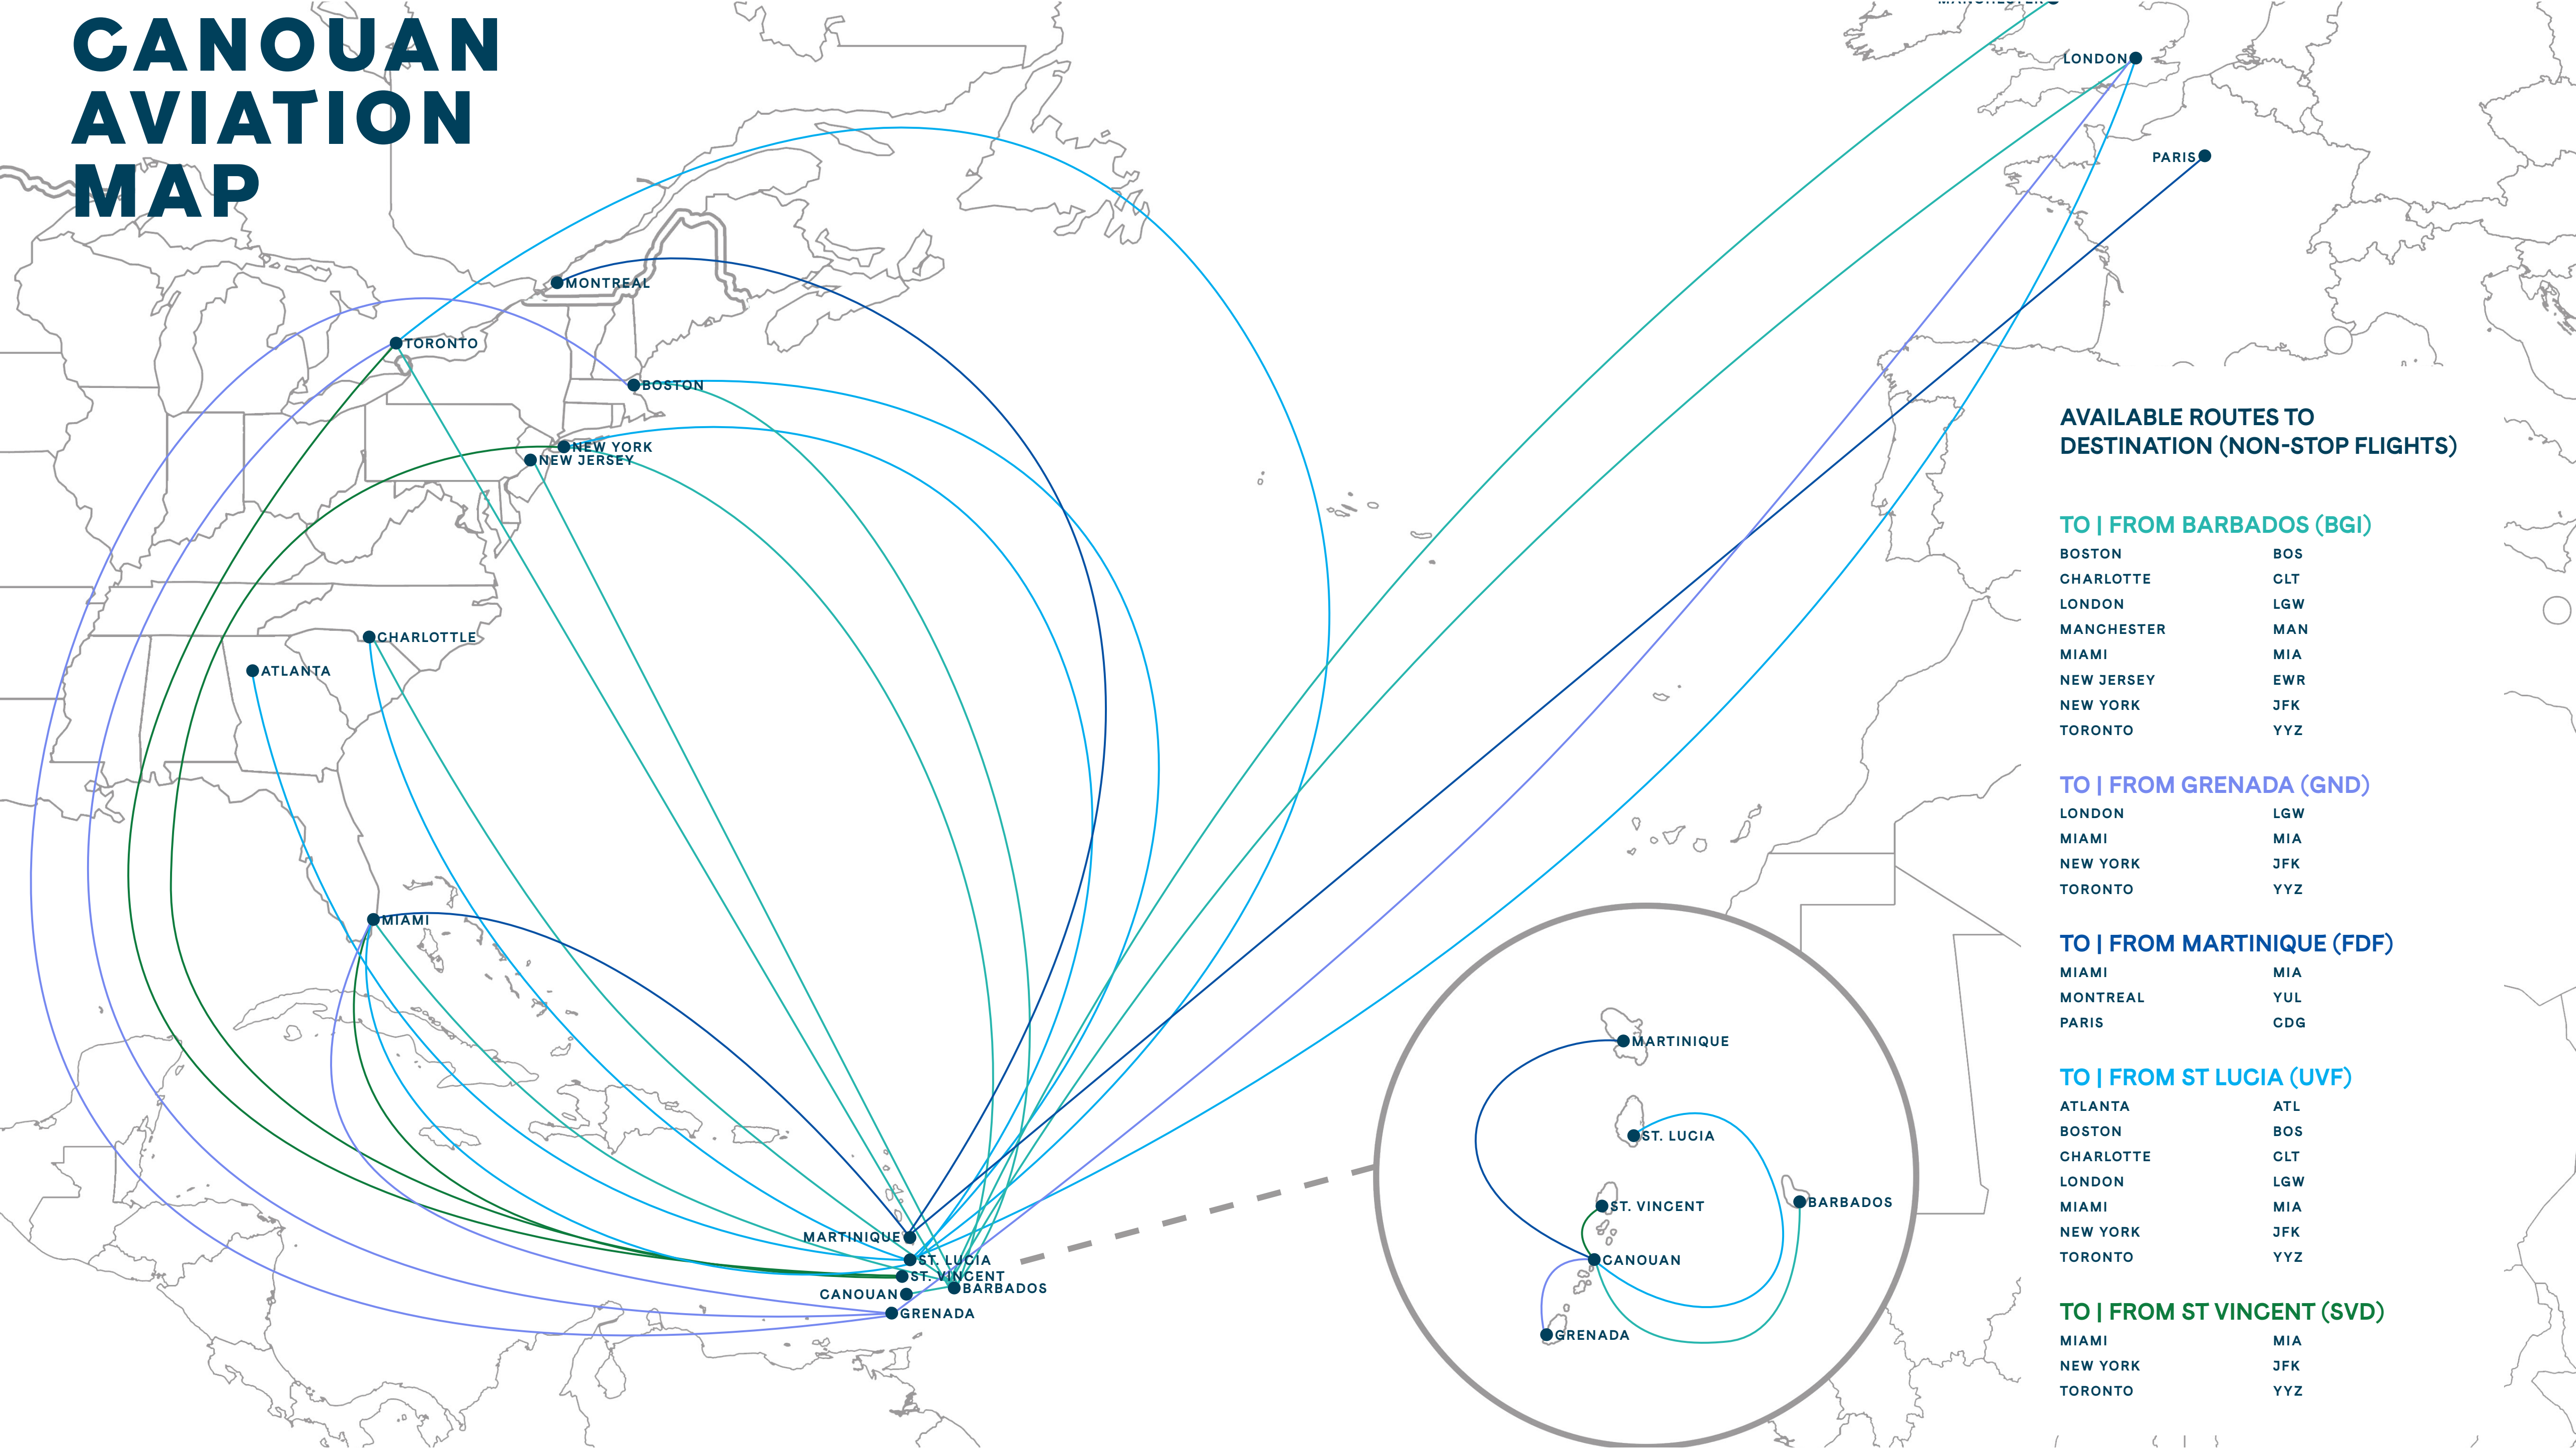 CANOUAN
AVIATION
MAP
LONDON
PARIS
MONTREAL
TORONTO
BOSTON
NEW YORK
NEW JERSEY
CHARLOTTLE
ATLANTA
MIAMI
MARTINIQUE
ST. LUCIA
ST. VINCENT
CANOUAN
BARBADOS
GRENADA
MARTINIQUE
ST. LUCIA
ST. VINCENT
BARBADOS
CANOUAN
GRENADA
AVAILABLE ROUTES TO
DESTINATION (NON-STOP FLIGHTS)
TO | FROM BARBADOS (BGI)
BOSTON BOS
CHARLOTTE CLT
LONDON LGW
MANCHESTER MAN
MIAMI MIA
NEW JERSEY EWR
NEW YORK JFK
TORONTO YYZ
TO | FROM GRENADA (GND)
LONDON LGW
MIAMI MIA
NEW YORK JFK
TORONTO YYZ
TO | FROM MARTINIQUE (FDF)
MIAMI MIA
MONTREAL YUL
PARIS CDG
TO | FROM ST LUCIA (UVF)
ATLANTA ATL
BOSTON BOS
CHARLOTTE CLT
LONDON LGW
MIAMI MIA
NEW YORK JFK
TORONTO YYZ
TO | FROM ST VINCENT (SVD)
MIAMI MIA
NEW YORK JFK
TORONTO YYZ